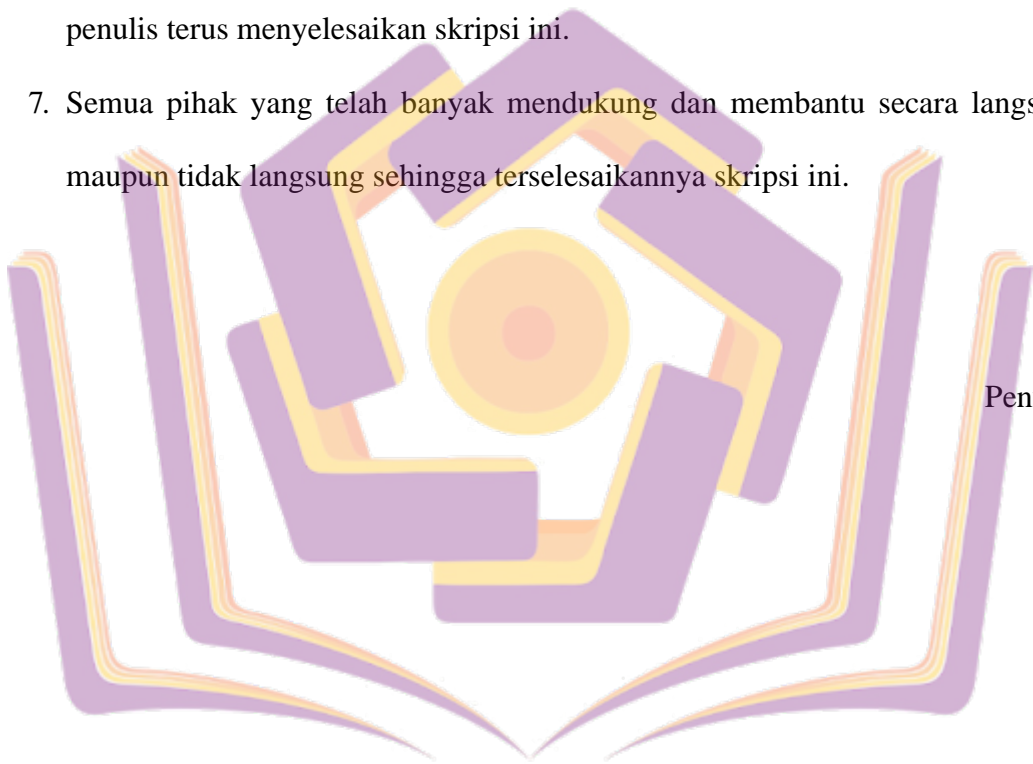 penulis terus menyelesaikan skripsi ini.
7. Semua pihak yang telah banyak mendukung dan membantu secara langs
maupun tidak langsung sehingga terselesaikannya skripsi ini.
Pen